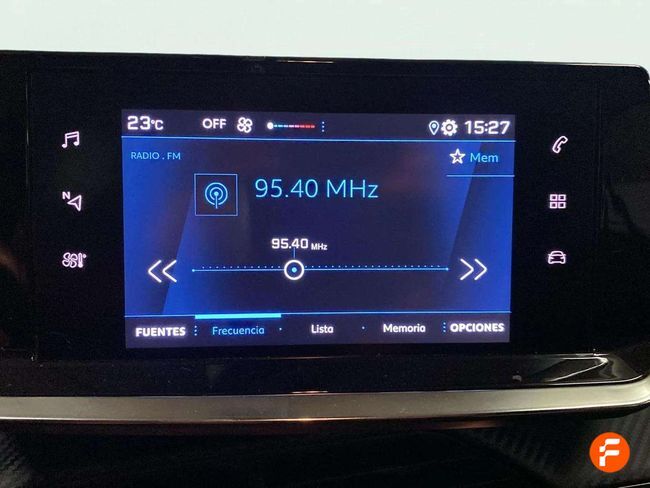 23°C OFF 15:27
RADIO . FM
Mem
N
95.40 MHz
95.40 MHz
FUENTES Frecuencia Lista Memoria OPCIONES